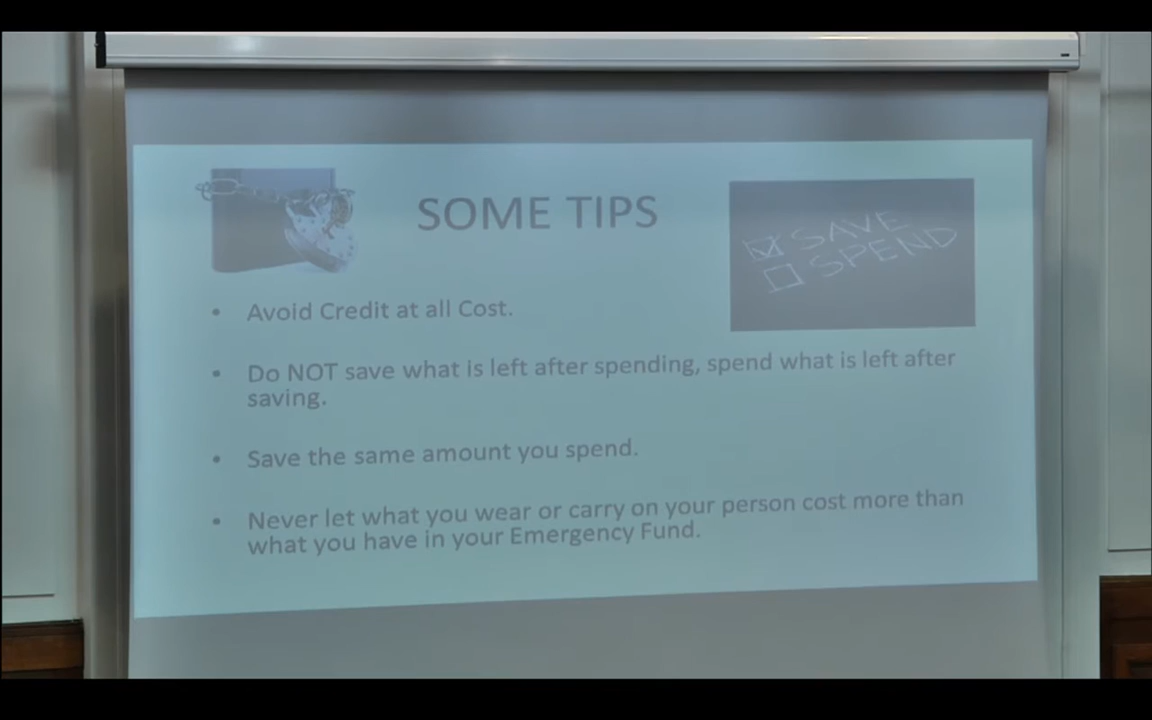 SOME TIPS
SAVE
SPEND
• Avoid Credit at all Cost.
• Do NOT save what is left after spending, spend what is left after
saving.
• Save the same amount you spend.
• Never let what you wear or carry on your person cost more than
what you have in your Emergency Fund.